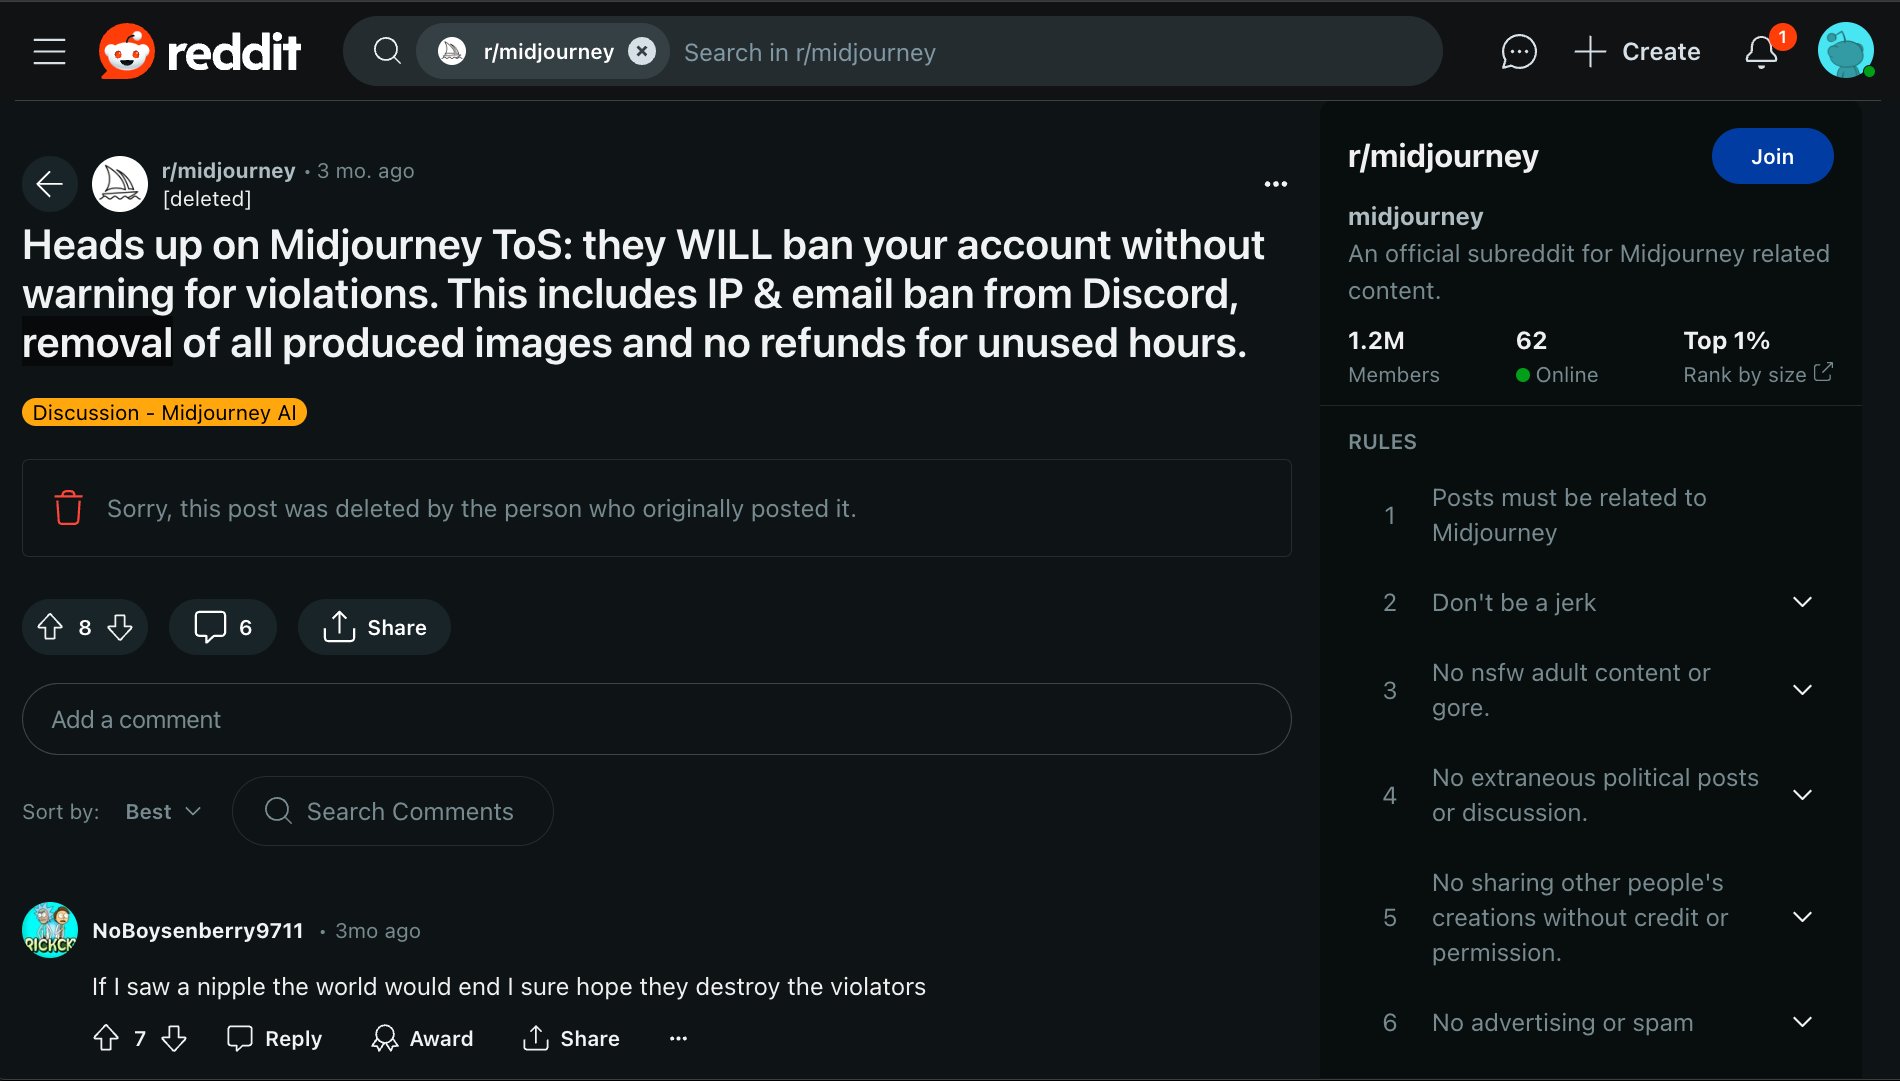 reddit
r/midjourney
Search in r/midjourney
Create
1
r/midjourney • 3 mo. ago
[deleted]
Heads up on Midjourney ToS: they WILL ban your account without
warning for violations. This includes IP & email ban from Discord,
removal of all produced images and no refunds for unused hours.
Discussion - Midjourney AI
Sorry, this post was deleted by the person who originally posted it.
8
6
Share
Add a comment
Sort by: Best
Search Comments
NoBoysenberry9711 • 3mo ago
If I saw a nipple the world would end I sure hope they destroy the violators
7
Reply
Award
Share
r/midjourney
Join
midjourney
An official subreddit for Midjourney related
content.
1.2M 62 Top 1%
Members Online Rank by size
RULES
1 Posts must be related to
Midjourney
2 Don't be a jerk
3 No nsfw adult content or
gore.
4 No extraneous political posts
or discussion.
5 No sharing other people's
creations without credit or
permission.
6 No advertising or spam